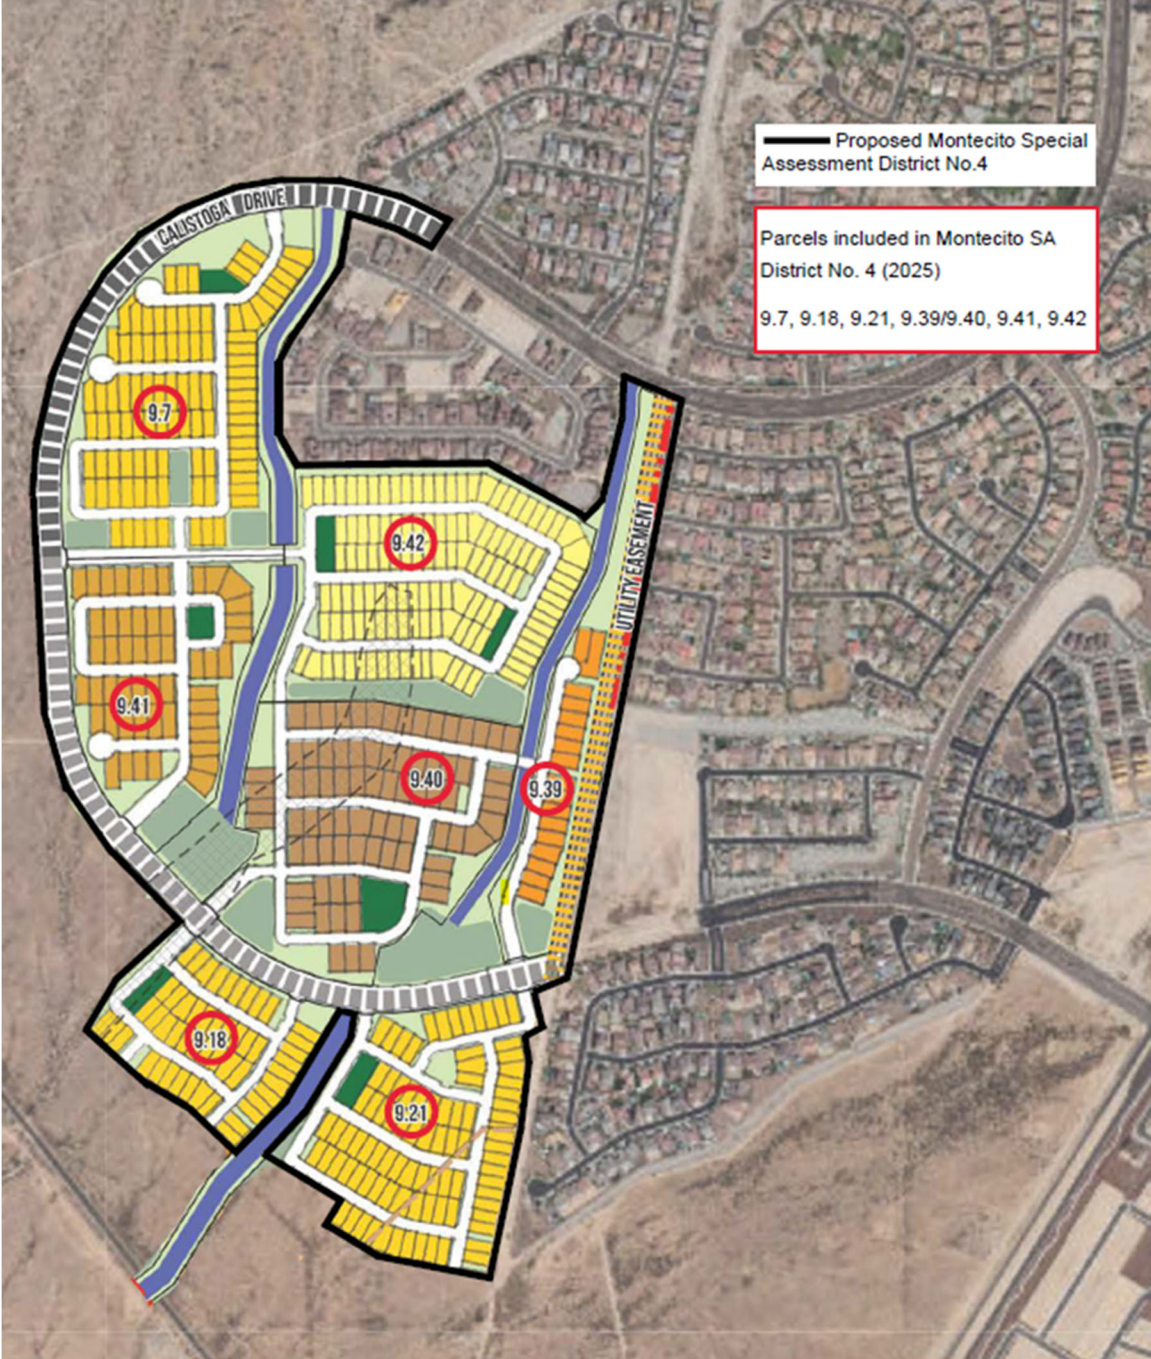 Proposed Montecito Special
Assessment District No.4
Parcels included in Montecito SA
District No. 4 (2025)
9.7, 9.18, 9.21, 9.39/9.40, 9.41, 9.42
CALISTOGA DRIVE
9.7
9.42
UTILITY EASEMENT
9.41
9.40
9.39
9.18
9.21